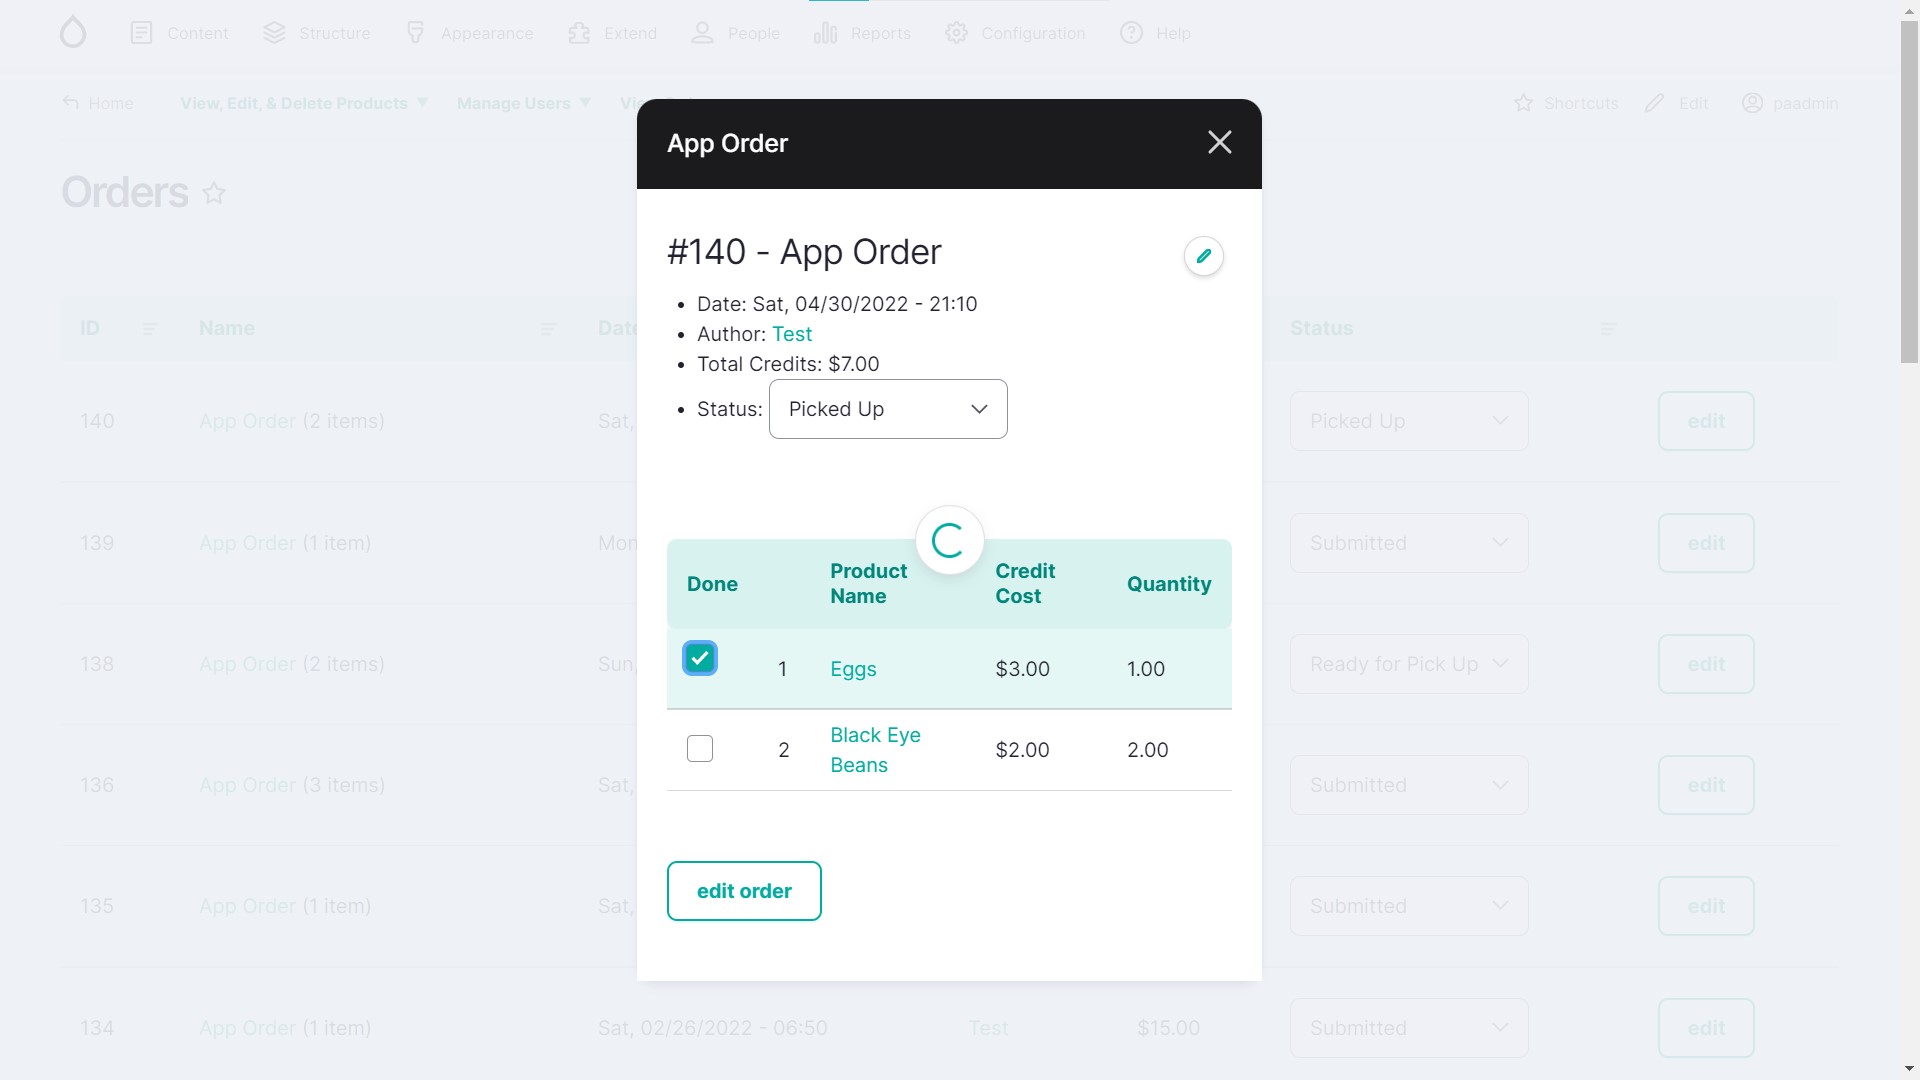 Content
Structure
Appearance
Extend
People
Reports
Configuration
Help
Home
View, Edit, & Delete Products
Manage Users
Shortcuts
Edit
paadmin
Orders
App Order
#140 - App Order
Date: Sat, 04/30/2022 - 21:10
Author: Test
Total Credits: $7.00
Status: Picked Up
Done Product Name Credit Cost Quantity
1 Eggs $3.00 1.00
2 Black Eye Beans $2.00 2.00
edit order
ID Name Status
140 App Order (2 items) Sat, Picked Up edit
139 App Order (1 item) Submitted edit
138 App Order (2 items) Sun, Ready for Pick Up edit
136 App Order (3 items) Sat, Submitted edit
135 App Order (1 item) Sat, Submitted edit
134 App Order (1 item) Sat, 02/26/2022 - 06:50 Test $15.00 Submitted edit